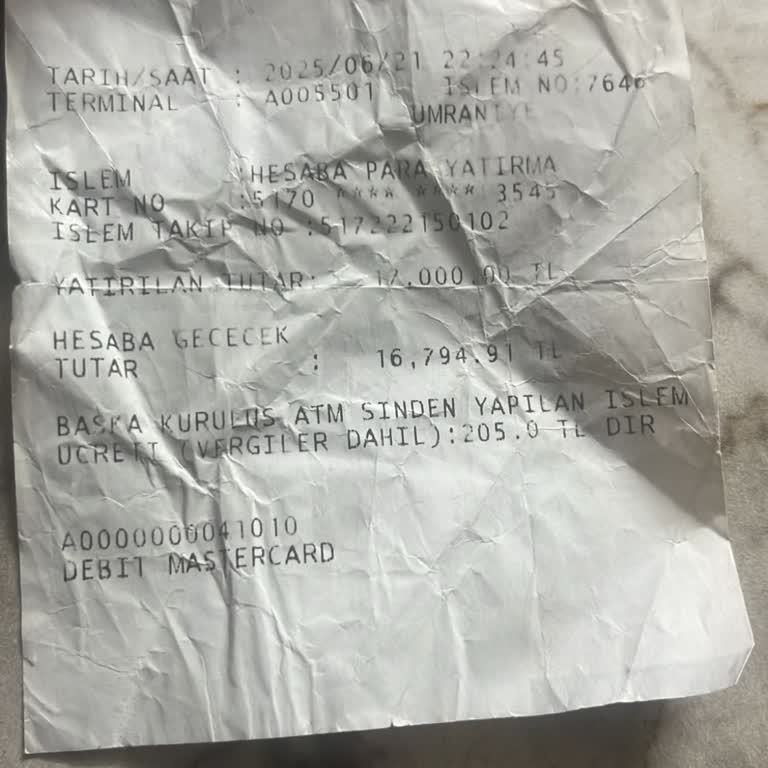 TARIH/SAAT : 2025/06/21 22:24:45
TERMINAL : A005501 ISLEM NO:7646
UMRANIYE
ISLEM :HESABA PARA YATIRMA
KART NO :5170 **** **** 3545
ISLEM TAKIP NO :517222150102
YATIRILAN TUTAR: 17,000.00 TL
HESABA GECECEK
TUTAR : 16,794.91 TL
BASKA KURULUS ATM SINDEN YAPILAN ISLEM
UCRETI (VERGILER DAHIL):205.0 TL DIR
A0000000041010
DEBIT MASTERCARD